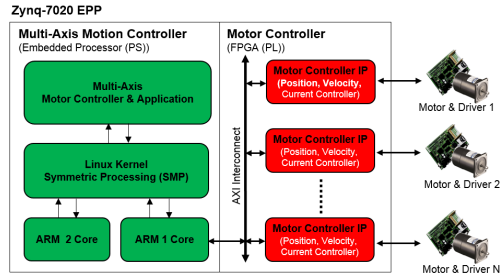 Zynq-7020 EPP
Multi-Axis Motion Controller
(Embedded Processor (PS))
Multi-Axis
Motor Controller & Application
Linux Kernel
Symmetric Processing (SMP)
ARM 2 Core
ARM 1 Core
Motor Controller
(FPGA (PL))
AXI Interconnect
Motor Controller IP
(Position, Velocity,
Current Controller)
Motor Controller IP
(Position, Velocity,
Current Controller)
Motor Controller IP
(Position, Velocity,
Current Controller)
Motor & Driver 1
Motor & Driver 2
Motor & Driver N